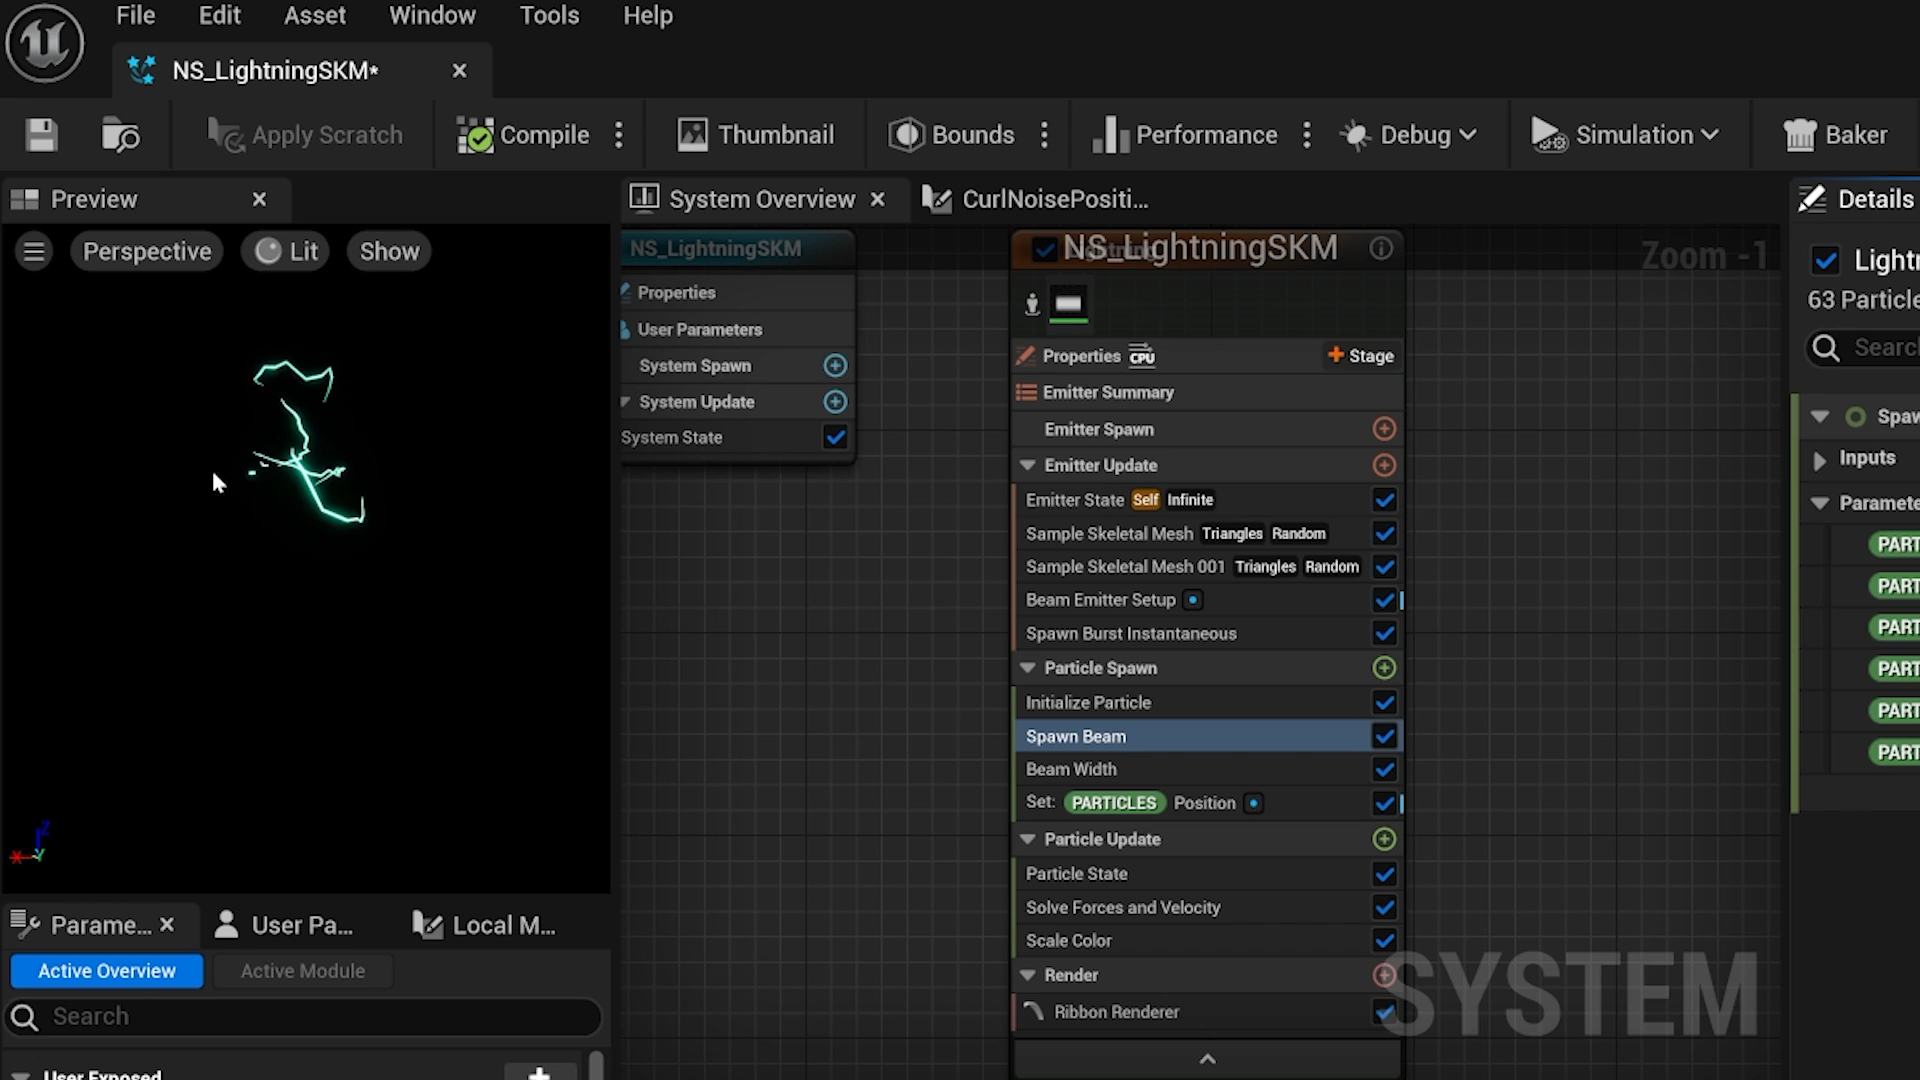 File Edit Asset Window Tools Help
NS_LightningSKM*
Apply Scratch Compile Thumbnail Bounds Performance Debug Simulation Baker
Preview System Overview CurlNoisePositi... Details
Perspective Lit Show
NS_LightningSKM
Properties
User Parameters
System Spawn
System Update
System State
NS_LightningSKM
Zoom -1
Properties CPU Stage
Emitter Summary
Emitter Spawn
Emitter Update
Emitter State Self Infinite
Sample Skeletal Mesh Triangles Random
Sample Skeletal Mesh 001 Triangles Random
Beam Emitter Setup
Spawn Burst Instantaneous
Particle Spawn
Initialize Particle
Spawn Beam
Beam Width
Set: PARTICLES Position
Particle Update
Particle State
Solve Forces and Velocity
Scale Color
Render
Ribbon Renderer
SYSTEM
63 Particle
Searc
Spaw
Inputs
Paramete
PART
PART
PART
PART
PART
PART
Parame... User Pa... Local M...
Active Overview Active Module
Search
User Exposed